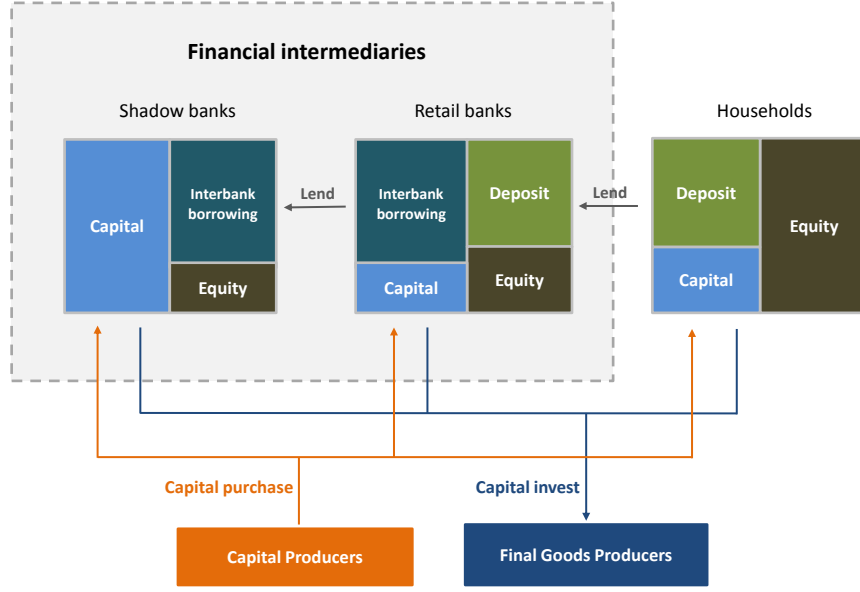 Financial intermediaries
Shadow banks
Retail banks
Households
Capital
Interbank
borrowing
Equity
Lend
Interbank
borrowing
Capital
Deposit
Equity
Lend
Deposit
Capital
Equity
Capital purchase
Capital invest
Capital Producers
Final Goods Producers